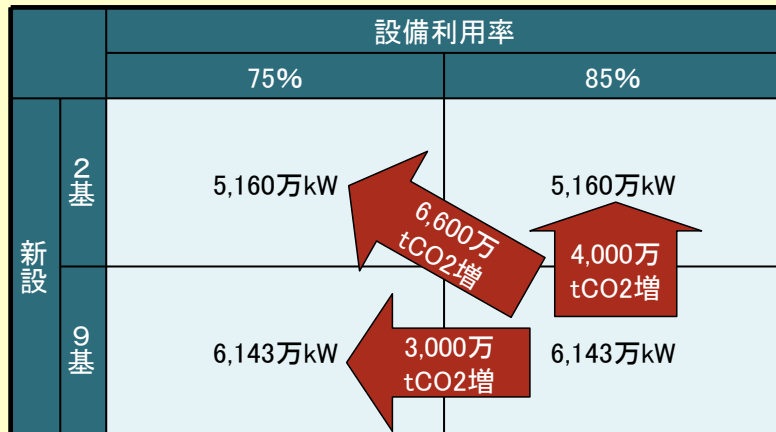 設備利用率
75%
85%
新設
2基
5,160万kW
5,160万kW
6,600万
tCO2増
4,000万
tCO2増
9基
6,143万kW
6,143万kW
3,000万
tCO2増